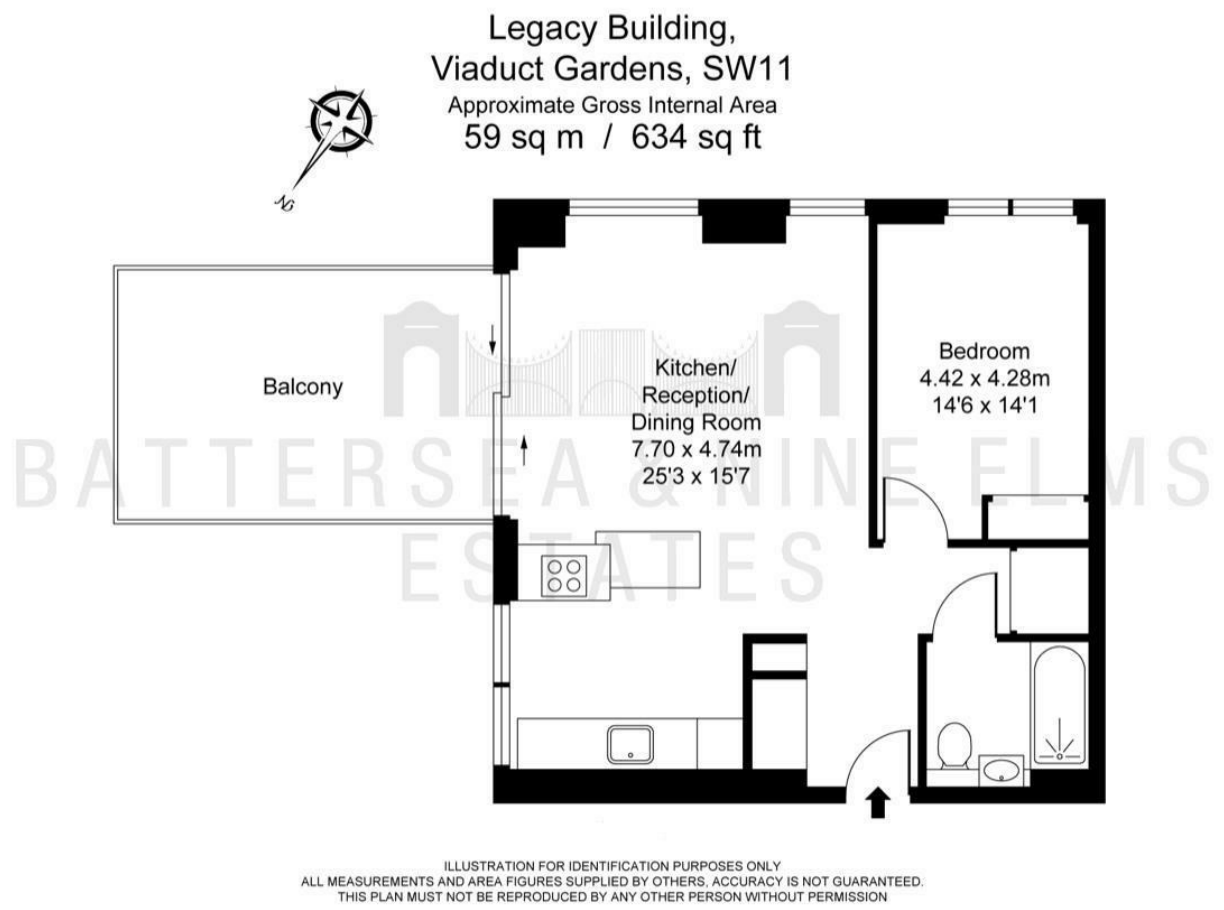 Legacy Building,
Viaduct Gardens, SW11
Approximate Gross Internal Area
59 sq m / 634 sq ft
N
Balcony
Kitchen/
Reception/
Dining Room
7.70 x 4.74m
25'3 x 15'7
Bedroom
4.42 x 4.28m
14'6 x 14'1
BATTERSEA & NINE ELMS
ESTATES
ILLUSTRATION FOR IDENTIFICATION PURPOSES ONLY
ALL MEASUREMENTS AND AREA FIGURES SUPPLIED BY OTHERS, ACCURACY IS NOT GUARANTEED.
THIS PLAN MUST NOT BE REPRODUCED BY ANY OTHER PERSON WITHOUT PERMISSION